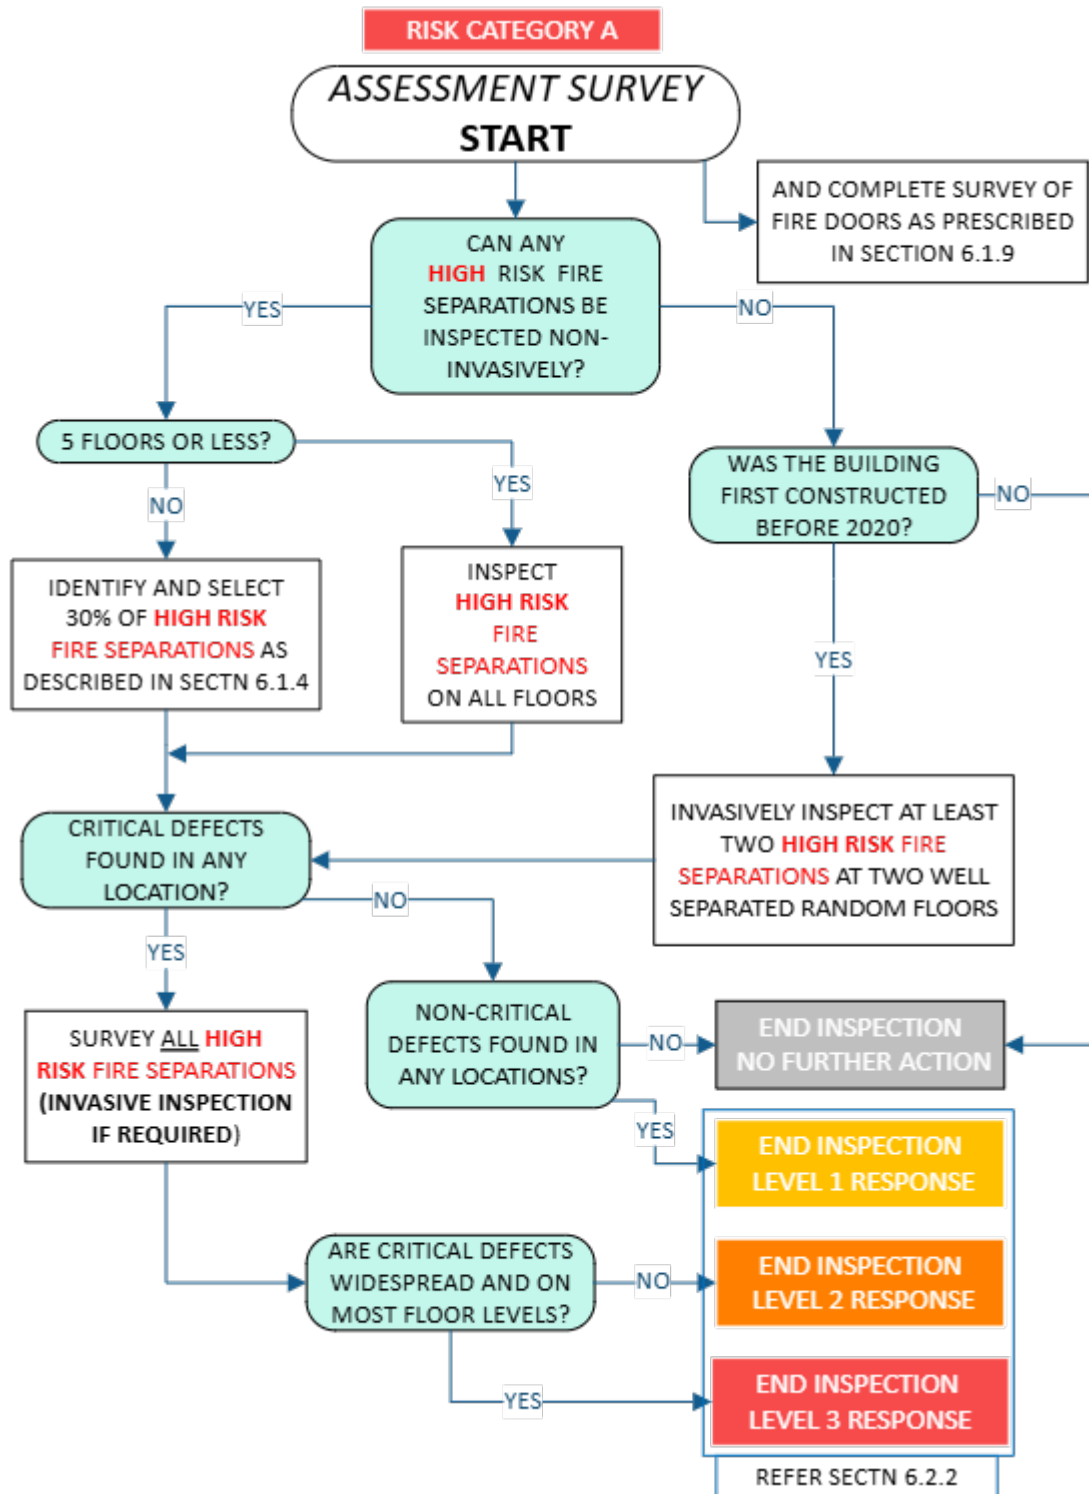 RISK CATEGORY A
ASSESSMENT SURVEY
START
AND COMPLETE SURVEY OF
FIRE DOORS AS PRESCRIBED
IN SECTION 6.1.9
CAN ANY
HIGH RISK FIRE
SEPARATIONS BE
INSPECTED NON-
INVASIVELY?
YES
NO
5 FLOORS OR LESS?
NO
YES
WAS THE BUILDING
FIRST CONSTRUCTED
BEFORE 2020?
NO
YES
IDENTIFY AND SELECT
30% OF HIGH RISK
FIRE SEPARATIONS AS
DESCRIBED IN SECTN 6.1.4
INSPECT
HIGH RISK
FIRE
SEPARATIONS
ON ALL FLOORS
INVASIVELY INSPECT AT LEAST
TWO HIGH RISK FIRE
SEPARATIONS AT TWO WELL
SEPARATED RANDOM FLOORS
CRITICAL DEFECTS
FOUND IN ANY
LOCATION?
NO
YES
NON-CRITICAL
DEFECTS FOUND IN
ANY LOCATIONS?
NO
YES
END INSPECTION
NO FURTHER ACTION
SURVEY ALL HIGH
RISK FIRE SEPARATIONS
(INVASIVE INSPECTION
IF REQUIRED)
END INSPECTION
LEVEL 1 RESPONSE
ARE CRITICAL DEFECTS
WIDESPREAD AND ON
MOST FLOOR LEVELS?
NO
YES
END INSPECTION
LEVEL 2 RESPONSE
END INSPECTION
LEVEL 3 RESPONSE
REFER SECTN 6.2.2